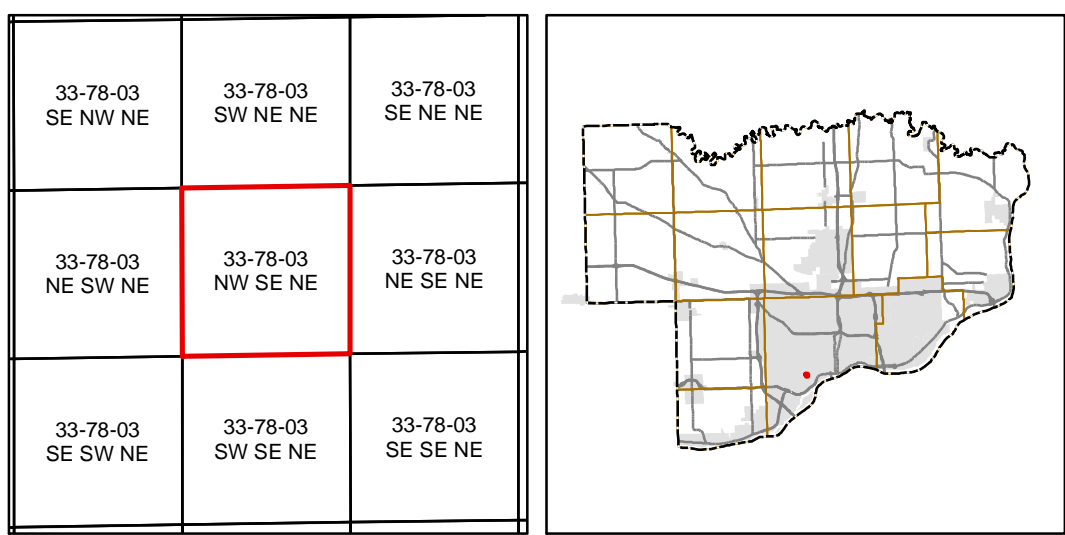 33-78-03
SE NW NE
33-78-03
SW NE NE
33-78-03
SE NE NE
33-78-03
NE SW NE
33-78-03
NW SE NE
33-78-03
NE SE NE
33-78-03
SE SW NE
33-78-03
SW SE NE
33-78-03
SE SE NE